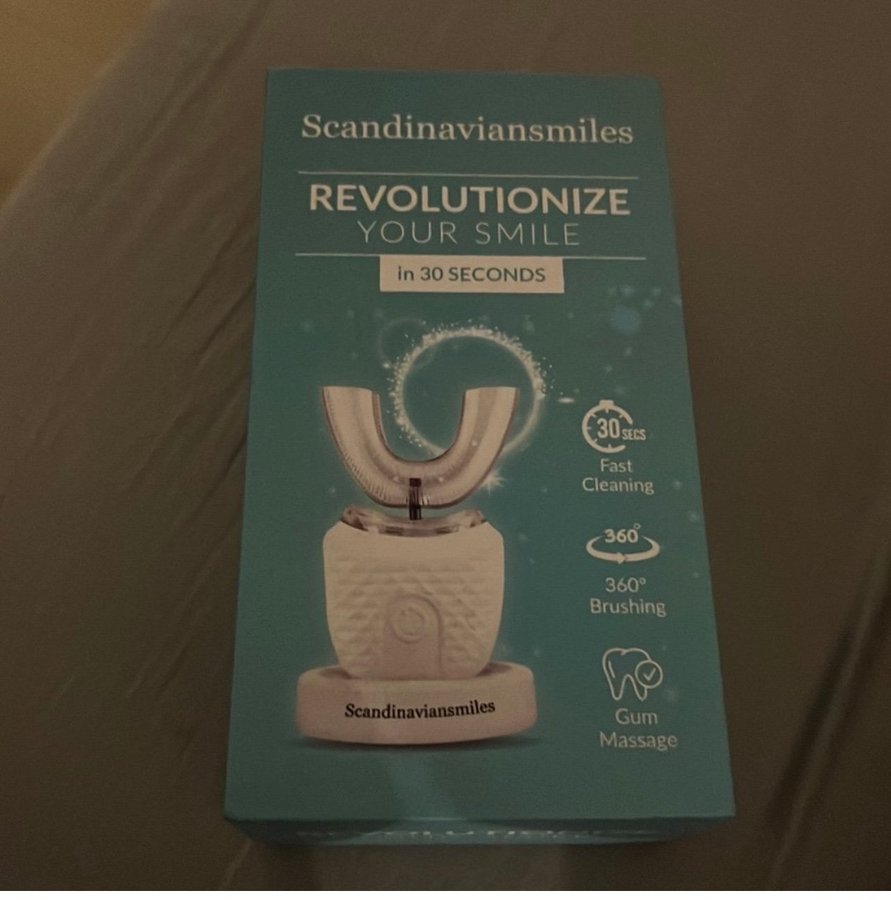 Scandinaviansmiles
REVOLUTIONIZE
YOUR SMILE
in 30 SECONDS
30 SECS
Fast
Cleaning
360°
360°
Brushing
Gum
Massage
Scandinaviansmiles